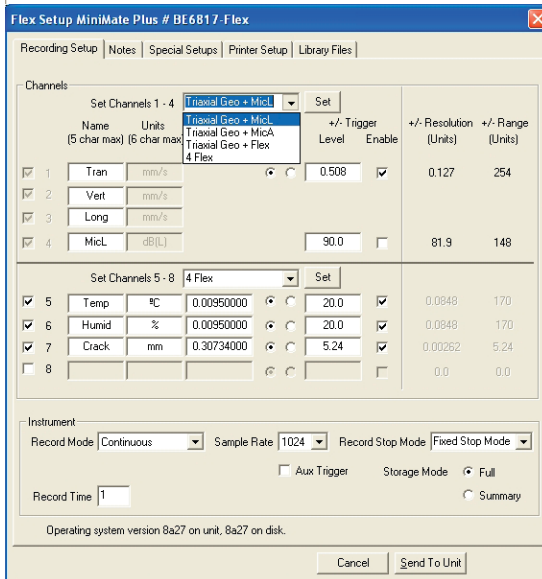 Flex Setup MiniMate Plus # BE6817-Flex
Recording Setup Notes Special Setups Printer Setup Library Files
Channels
Set Channels 1 - 4 Triaxial Geo + MicL Set
Triaxial Geo + MicL
Triaxial Geo + MicA
Triaxial Geo + Flex
4 Flex
Name Units +/- Trigger +/- Resolution +/- Range
(5 char max) (6 char max) Level Enable (Units) (Units)
1 Tran mm/s 0.508 0.127 254
2 Vert mm/s
3 Long mm/s
4 MicL dB(L) 90.0 81.9 148
Set Channels 5 - 8 4 Flex Set
5 Temp ºC 0.00950000 20.0 0.0848 170
6 Humid % 0.00950000 20.0 0.0848 170
7 Crack mm 0.30734000 5.24 0.00262 5.24
8 0.0 0.0
Instrument
Record Mode Continuous Sample Rate 1024 Record Stop Mode Fixed Stop Mode
Aux Trigger Storage Mode Full
Record Time 1 Summary
Operating system version 8a27 on unit, 8a27 on disk.
Cancel Send To Unit